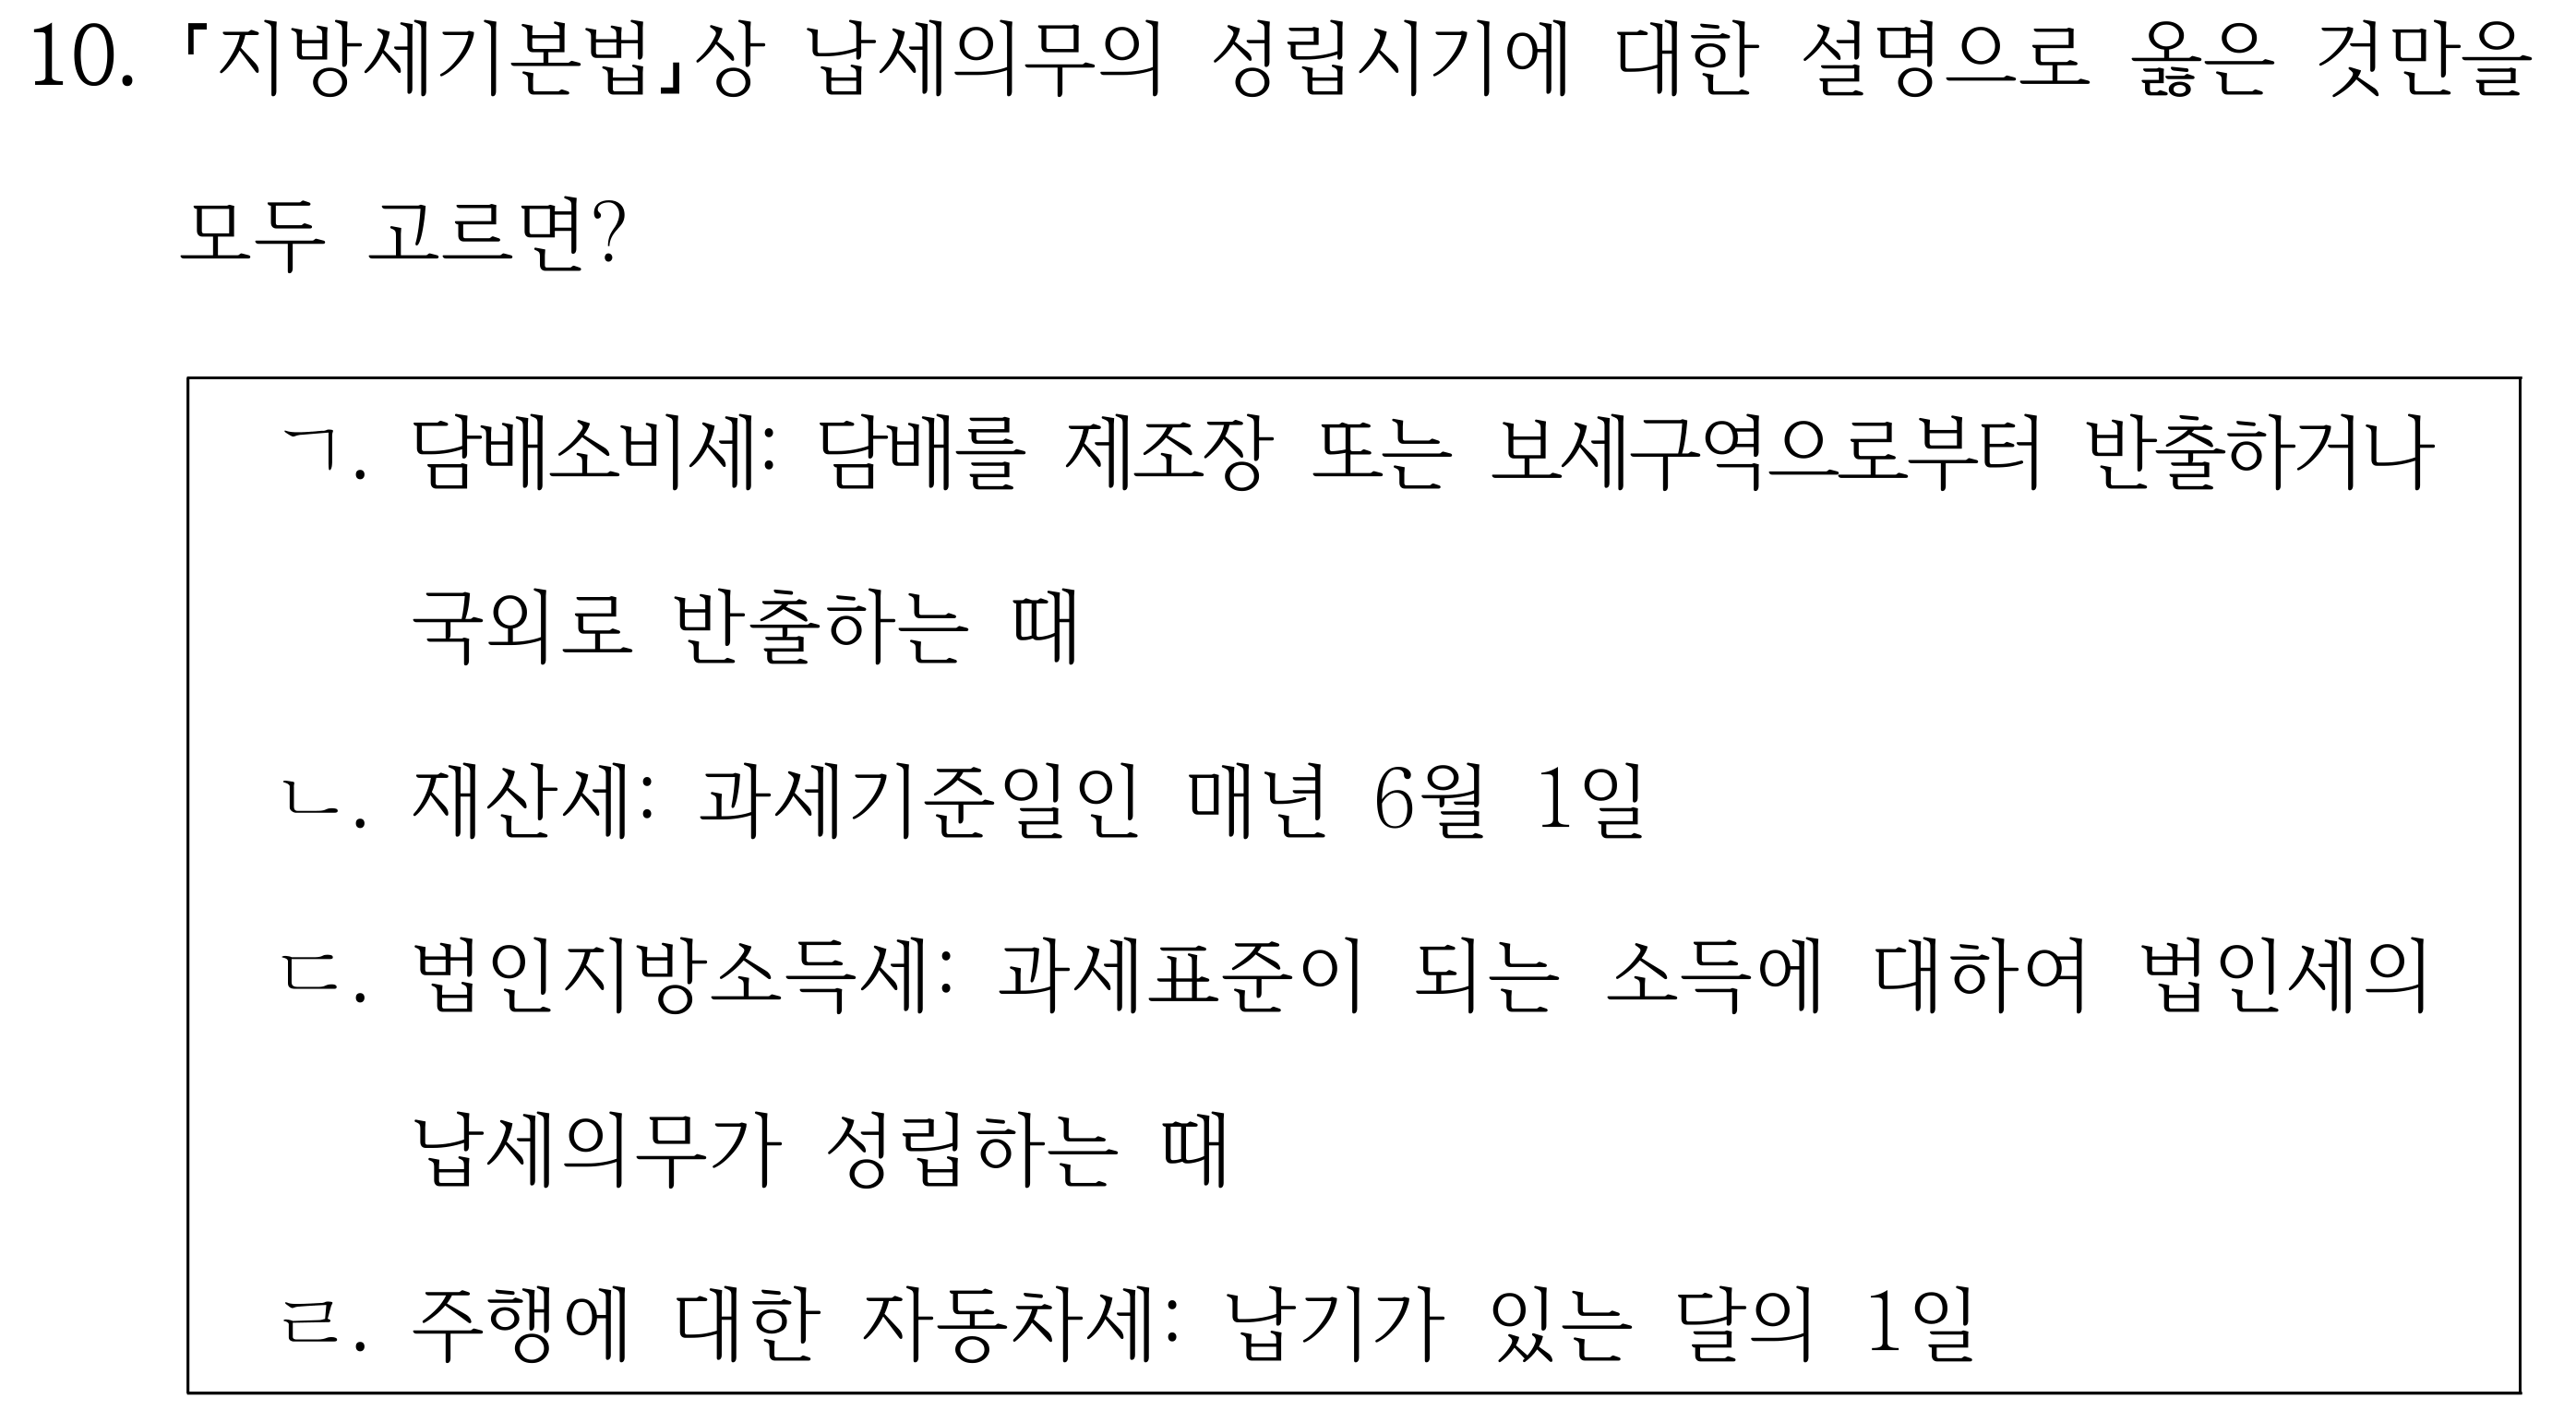 10. 「지방세기본법」상 납세의무의 성립시기에 대한 설명으로 옳은 것만을
모두 고르면?
ㄱ. 담배소비세: 담배를 제조장 또는 보세구역으로부터 반출하거나
국외로 반출하는 때
ㄴ. 재산세: 과세기준일인 매년 6월 1일
ㄷ. 법인지방소득세: 과세표준이 되는 소득에 대하여 법인세의
납세의무가 성립하는 때
ㄹ. 주행에 대한 자동차세: 납기가 있는 달의 1일